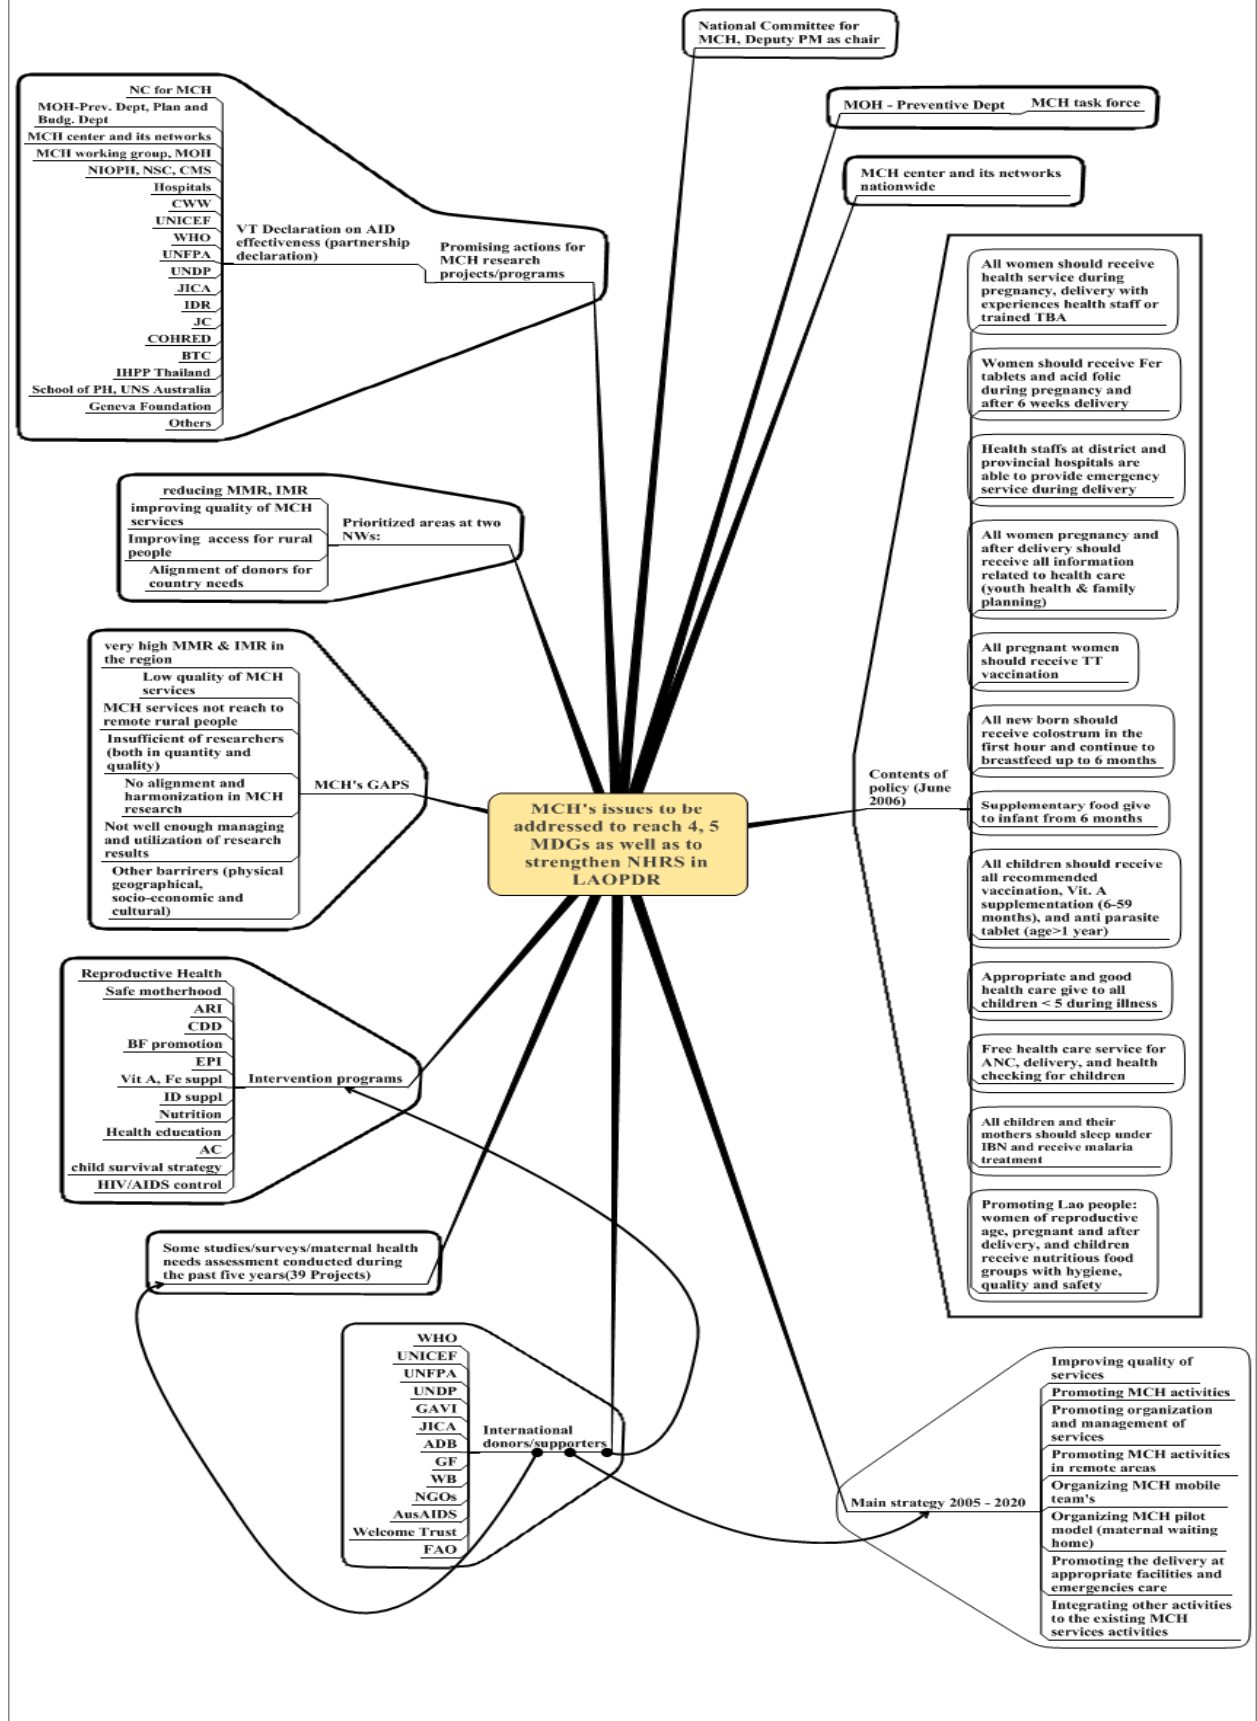 National Committee for
MCH, Deputy PM as chair
MOH - Preventive Dept
MCH task force
MCH center and its networks
nationwide
NC for MCH
MOH-Prev. Dept, Plan and
Budg. Dept
MCH center and its networks
MCH working group, MOH
NIOPH, NSC, CMS
Hospitals
CWW
UNICEF
WHO
UNFPA
UNDP
JICA
IDR
JC
COHRED
BTC
IHPP Thailand
School of PH, UNS Australia
Geneva Foundation
Others
VT Declaration on AID
effectiveness (partnership
declaration)
Promising actions for
MCH research
projects/programs
reducing MMR, IMR
improving quality of MCH
services
Improving access for rural
people
Alignment of donors for
country needs
Prioritized areas at two
NWs:
very high MMR & IMR in
the region
Low quality of MCH
services
MCH services not reach to
remote rural people
Insufficient of researchers
(both in quantity and
quality)
No alignment and
harmonization in MCH
research
Not well enough managing
and utilization of research
results
Other barrirers (physical
geographical,
socio-economic and
cultural)
MCH's GAPS
MCH's issues to be
addressed to reach 4, 5
MDGs as well as to
strengthen NHRS in
LAOPDR
Contents of
policy (June
2006)
All women should receive
health service during
pregnancy, delivery with
experiences health staff or
trained TBA
Women should receive Fer
tablets and acid folic
during pregnancy and
after 6 weeks delivery
Health staffs at district and
provincial hospitals are
able to provide emergency
service during delivery
All women pregnancy and
after delivery should
receive all information
related to health care
(youth health & family
planning)
All pregnant women
should receive TT
vaccination
All new born should
receive colostrum in the
first hour and continue to
breastfeed up to 6 months
Supplementary food give
to infant from 6 months
All children should receive
all recommended
vaccination, Vit. A
supplementation (6-59
months), and anti parasite
tablet (age>1 year)
Appropriate and good
health care give to all
children < 5 during illness
Free health care service for
ANC, delivery, and health
checking for children
All children and their
mothers should sleep under
IBN and receive malaria
treatment
Promoting Lao people:
women of reproductive
age, pregnant and after
delivery, and children
receive nutritious food
groups with hygiene,
quality and safety
Reproductive Health
Safe motherhood
ARI
CDD
BF promotion
EPI
Vit A, Fe suppl
ID suppl
Nutrition
Health education
AC
child survival strategy
HIV/AIDS control
Intervention programs
Some studies/surveys/maternal health
needs assessment conducted during
the past five years(39 Projects)
WHO
UNICEF
UNFPA
UNDP
GAVI
JICA
ADB
GF
WB
NGOs
AusAIDS
Welcome Trust
FAO
International
donors/supporters
Main strategy 2005 - 2020
Improving quality of
services
Promoting MCH activities
Promoting organization
and management of
services
Promoting MCH activities
in remote areas
Organizing MCH mobile
team's
Organizing MCH pilot
model (maternal waiting
home)
Promoting the delivery at
appropriate facilities and
emergencies care
Integrating other activities
to the existing MCH
services activities